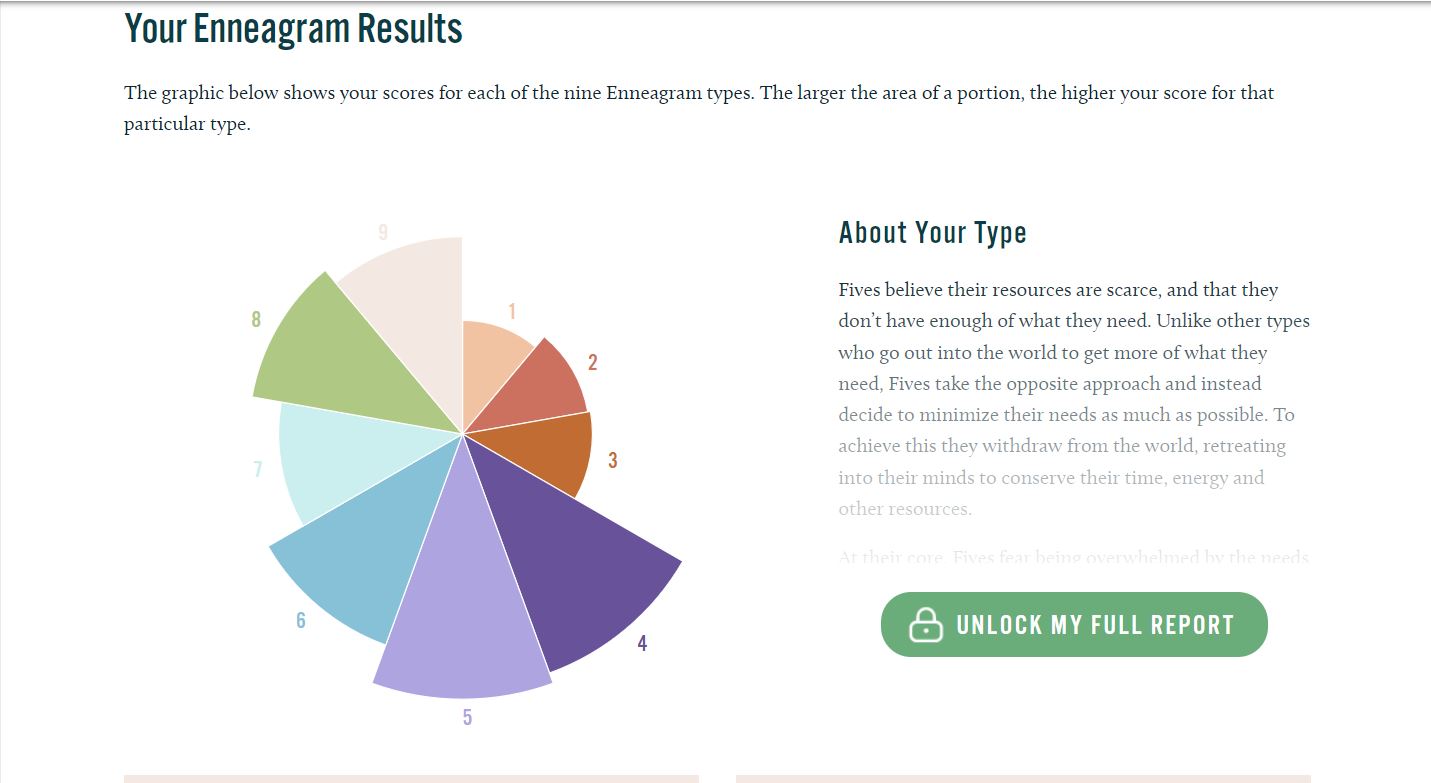 Your Enneagram Results
The graphic below shows your scores for each of the nine Enneagram types. The larger the area of a portion, the higher your score for that
particular type.
9
8
7
6
5
4
3
2
1
About Your Type
Fives believe their resources are scarce, and that they
don’t have enough of what they need. Unlike other types
who go out into the world to get more of what they
need, Fives take the opposite approach and instead
decide to minimize their needs as much as possible. To
achieve this they withdraw from the world, retreating
into their minds to conserve their time, energy and
other resources.
At their core, Fives fear being overwhelmed by the needs
UNLOCK MY FULL REPORT